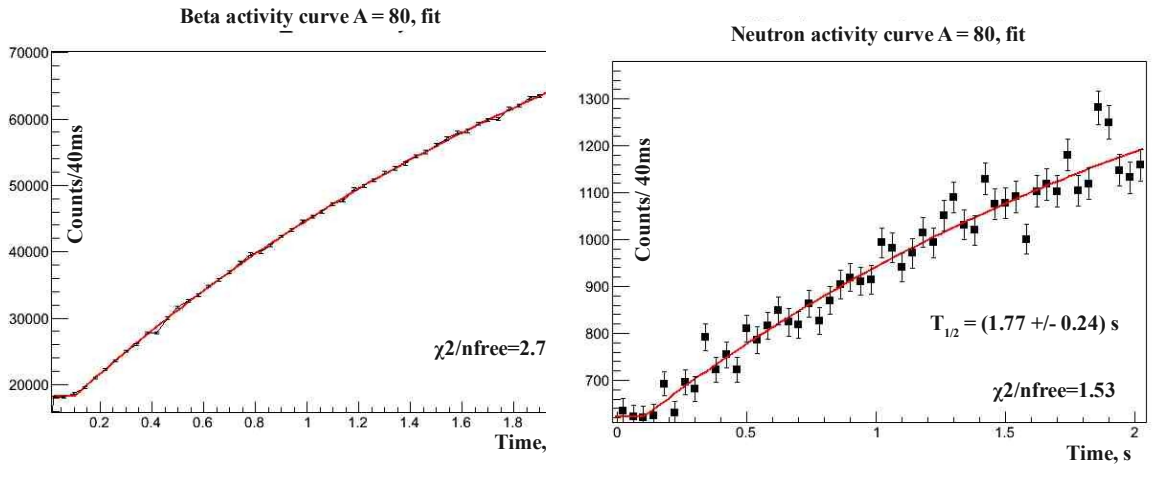 Beta activity curve A = 80, fit
70000
60000
50000
40000
30000
20000
Counts/40ms
χ2/nfree=2.7
0.2 0.4 0.6 0.8 1 1.2 1.4 1.6 1.8
Time,
Neutron activity curve A = 80, fit
1300
1200
1100
1000
900
800
700
Counts/ 40ms
T1/2 = (1.77 +/- 0.24) s
χ2/nfree=1.53
0 0.5 1 1.5 2
Time, s